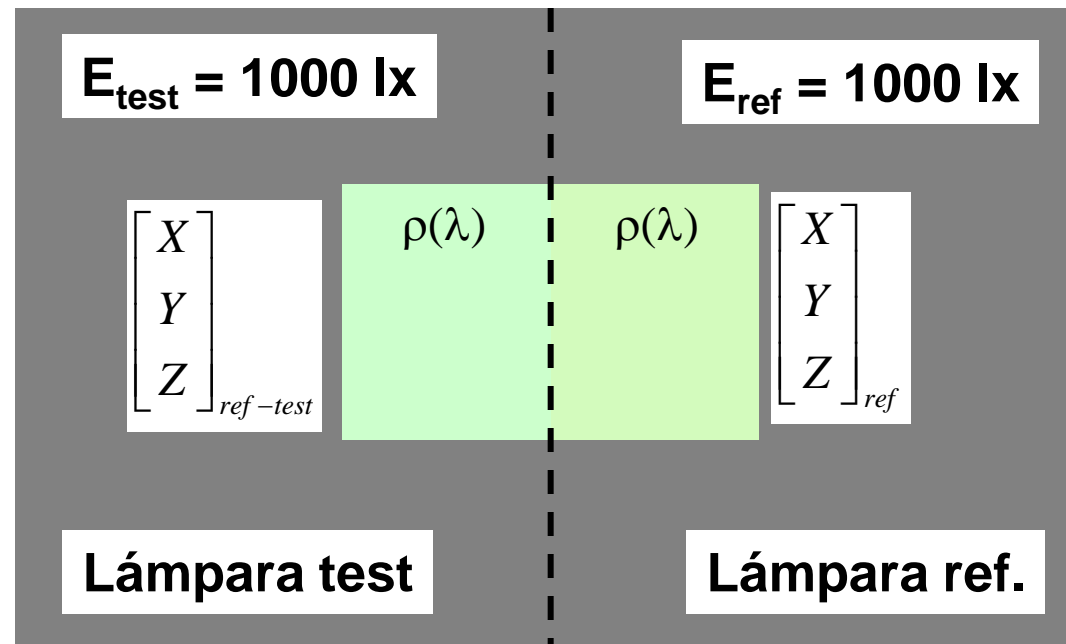 E_test = 1000 lx
E_ref = 1000 lx
ρ(λ)
ρ(λ)
[X
Y
Z]_ref−test
[X
Y
Z]_ref
Lámpara test
Lámpara ref.